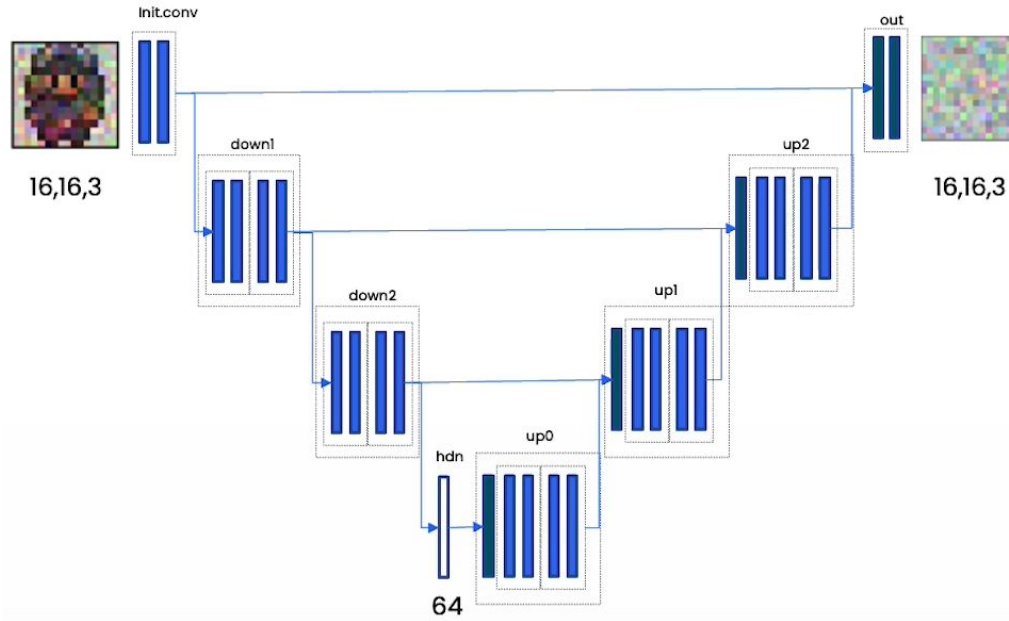 Init.conv
out
16,16,3
down1
up2
16,16,3
down2
up1
hdn
up0
64